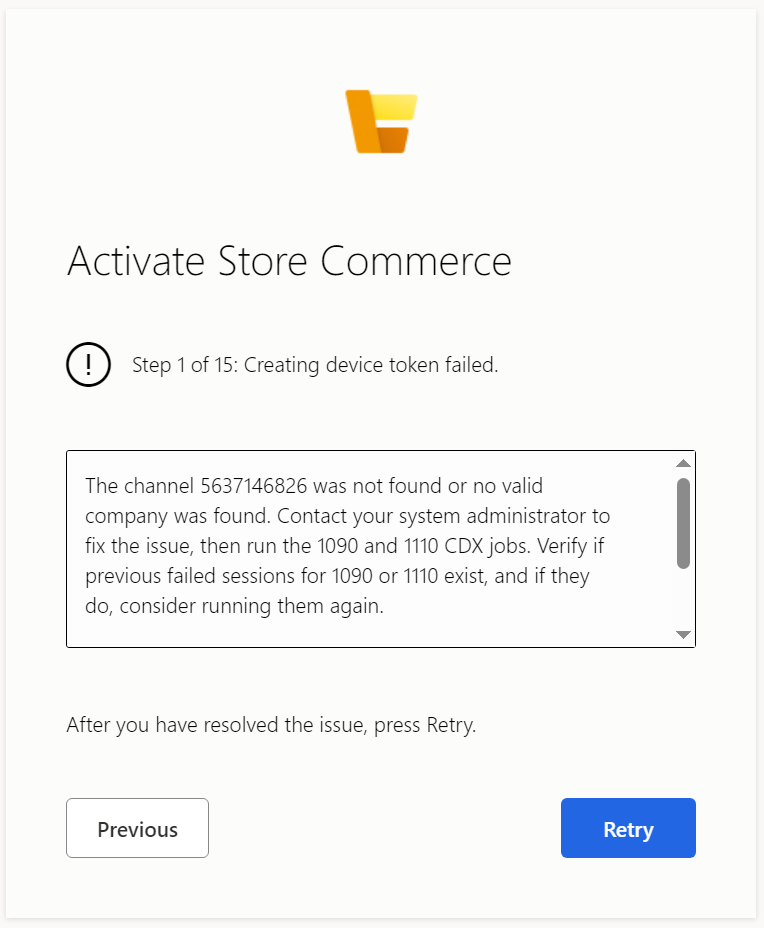 Activate Store Commerce
Step 1 of 15: Creating device token failed.
The channel 5637146826 was not found or no valid
company was found. Contact your system administrator to
fix the issue, then run the 1090 and 1110 CDX jobs. Verify if
previous failed sessions for 1090 or 1110 exist, and if they
do, consider running them again.
After you have resolved the issue, press Retry.
Previous
Retry